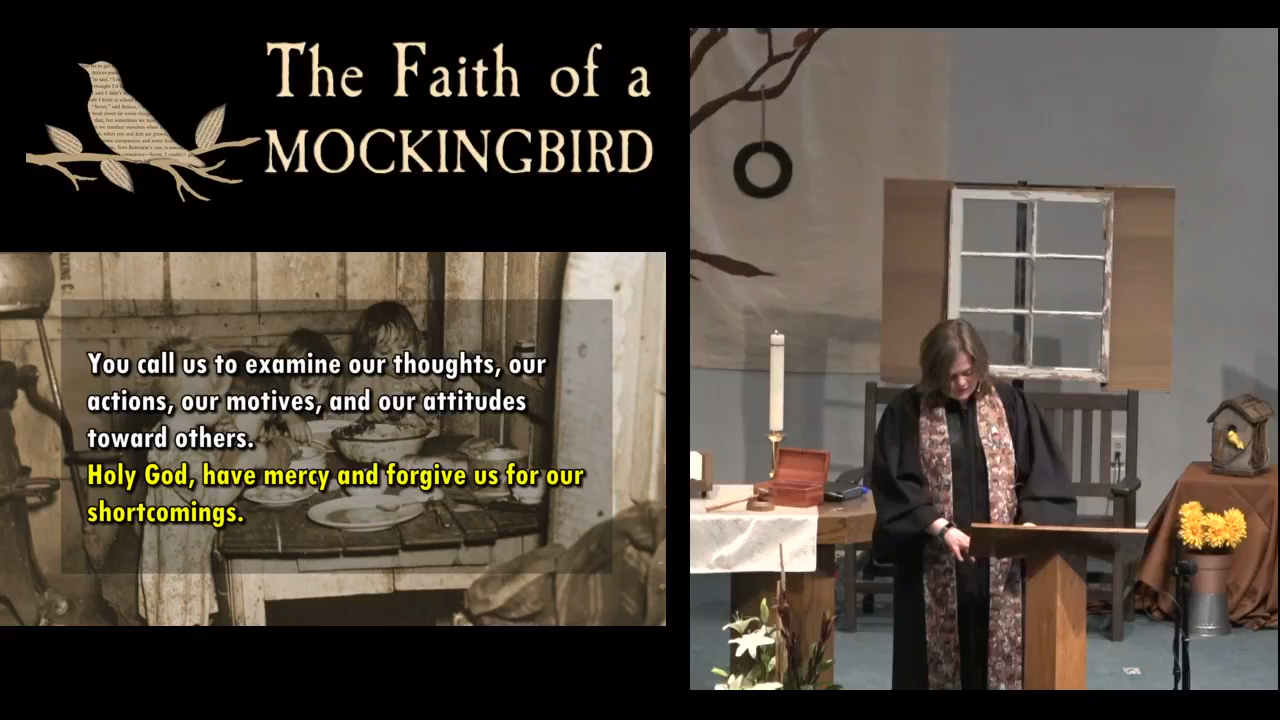 The Faith of a
MOCKINGBIRD
You call us to examine our thoughts, our
actions, our motives, and our attitudes
toward others.
Holy God, have mercy and forgive us for our
shortcomings.